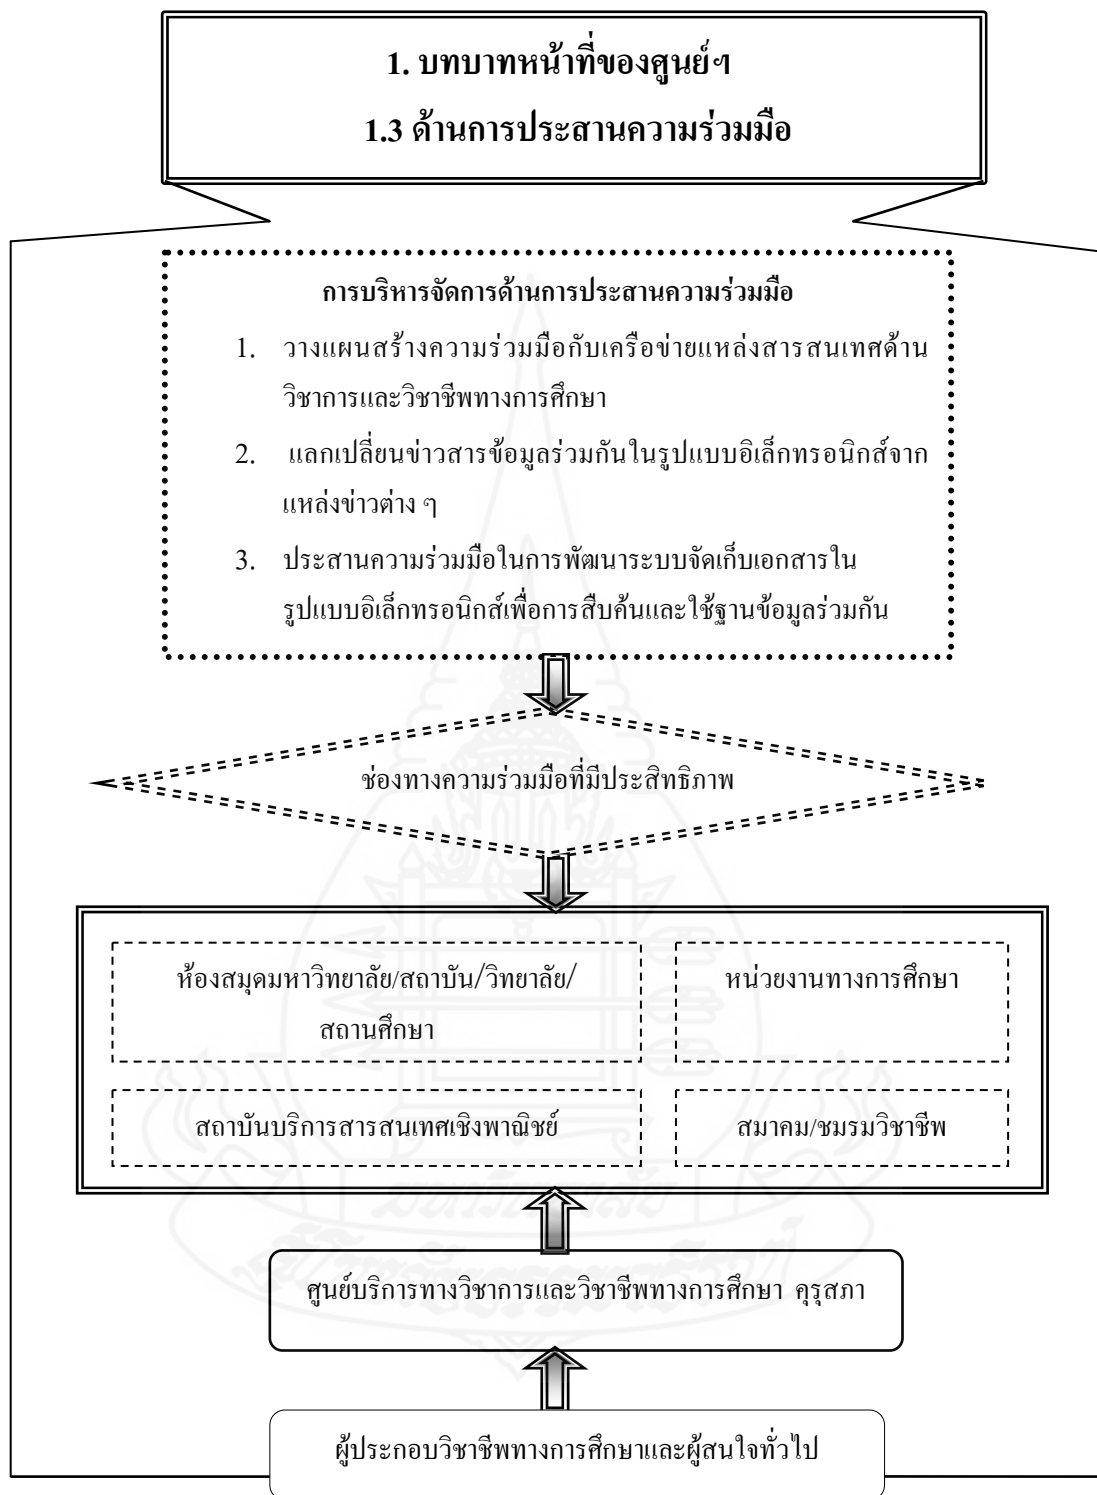 1. บทบาทหน้าที่ของศูนย์ฯ
1.3 ด้านการประสานความร่วมมือ
การบริหารจัดการด้านการประสานความร่วมมือ
1. วางแผนสร้างความร่วมมือกับเครือข่ายแหล่งสารสนเทศด้าน
วิชาการและวิชาชีพทางการศึกษา
2. แลกเปลี่ยนข่าวสารข้อมูลร่วมกันในรูปแบบอิเล็กทรอนิกส์จาก
แหล่งข่าวต่าง ๆ
3. ประสานความร่วมมือในการพัฒนาระบบจัดเก็บเอกสารใน
รูปแบบอิเล็กทรอนิกส์เพื่อการสืบค้นและใช้ฐานข้อมูลร่วมกัน
ช่องทางความร่วมมือที่มีประสิทธิภาพ
ห้องสมุดมหาวิทยาลัย/สถาบัน/วิทยาลัย/
สถานศึกษา
หน่วยงานทางการศึกษา
สถาบันบริการสารสนเทศเชิงพาณิชย์
สมาคม/ชมรมวิชาชีพ
มหาวิทยาลัย
สุโขทัยธรรมาธิราช
ศูนย์บริการทางวิชาการและวิชาชีพทางการศึกษา คุรุสภา
ผู้ประกอบวิชาชีพทางการศึกษาและผู้สนใจทั่วไป